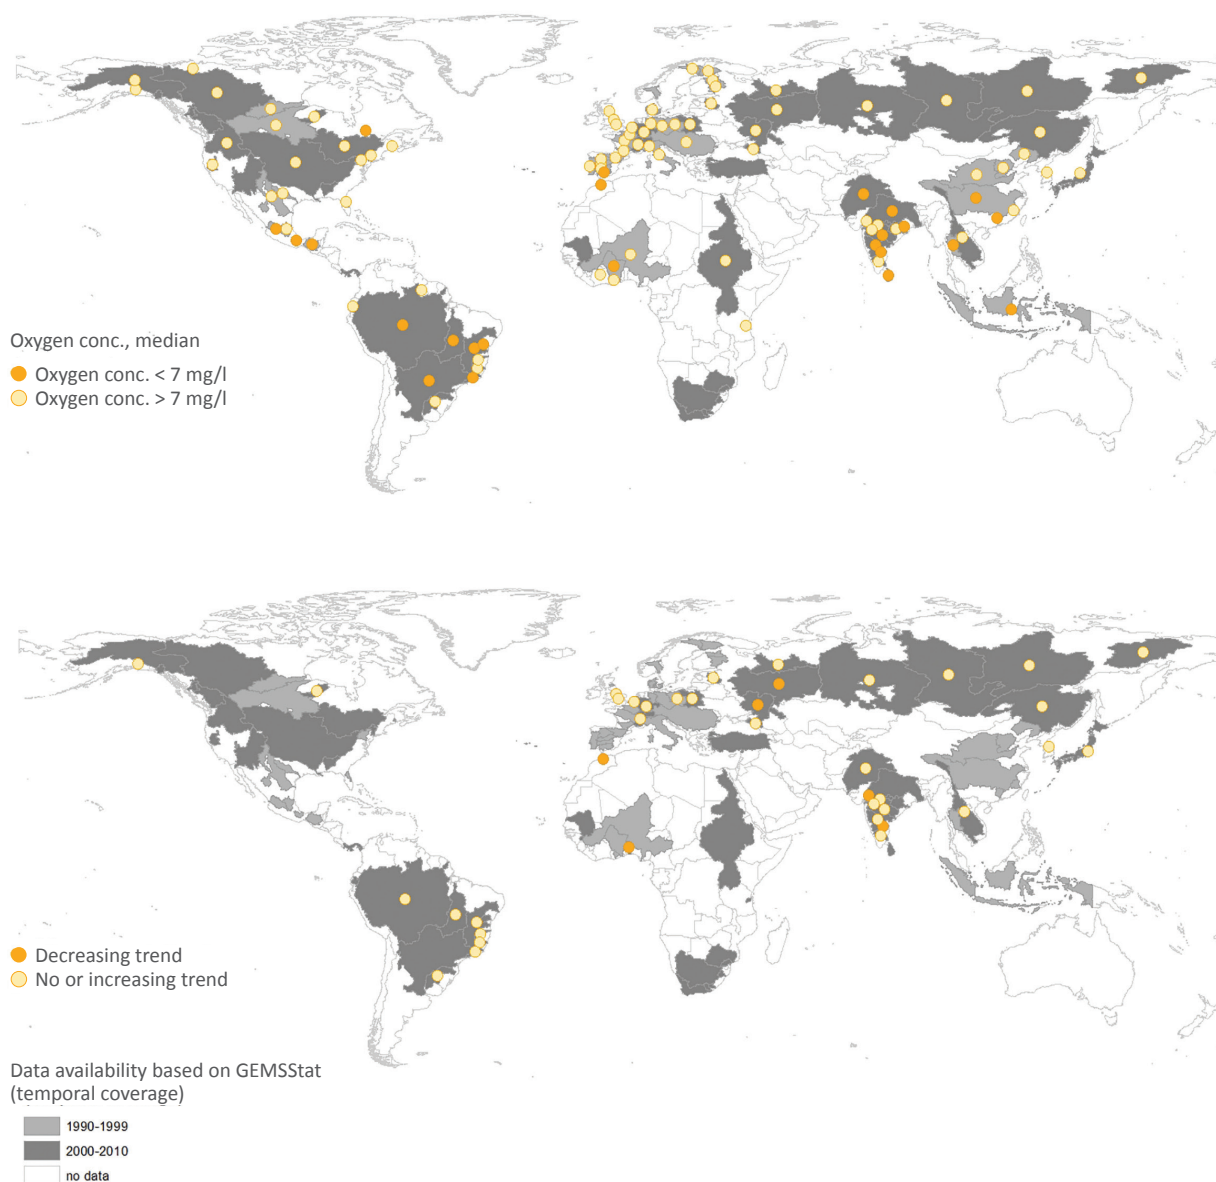 Oxygen conc., median
Oxygen conc. < 7 mg/l
Oxygen conc. > 7 mg/l
Decreasing trend
No or increasing trend
Data availability based on GEMSStat
(temporal coverage)
1990-1999
2000-2010
no data